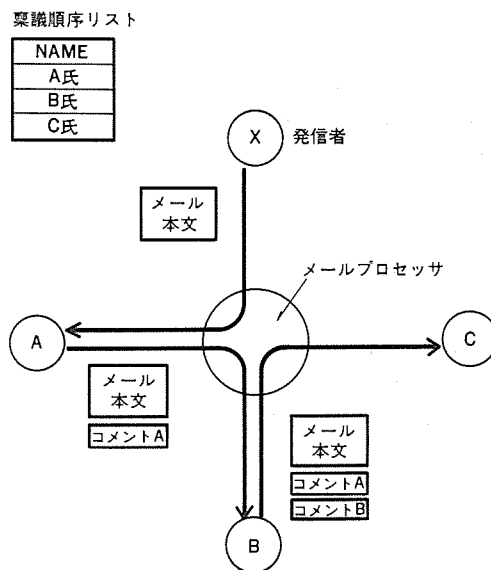 稟議順序リスト
NAME
A氏
B氏
C氏
X
発信者
メール
本文
メールプロセッサ
A
C
メール
本文
コメントA
メール
本文
コメントA
コメントB
B